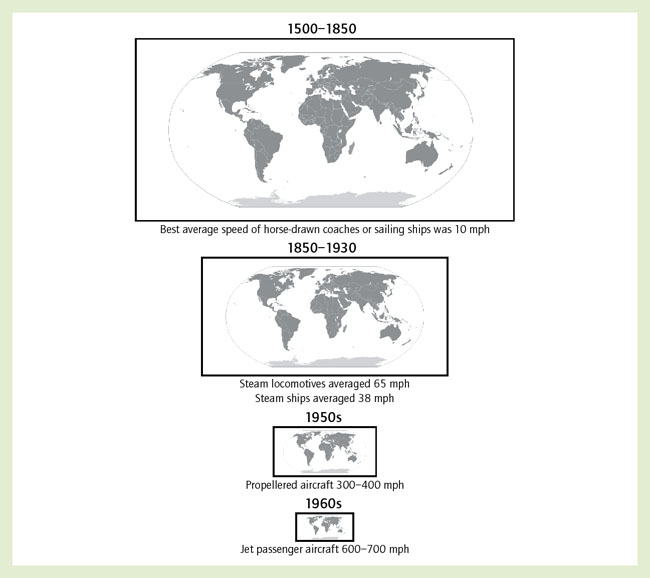 1500–1850
Best average speed of horse-drawn coaches or sailing ships was 10 mph
1850–1930
Steam locomotives averaged 65 mph
Steam ships averaged 38 mph
1950s
Propellered aircraft 300–400 mph
1960s
Jet passenger aircraft 600–700 mph